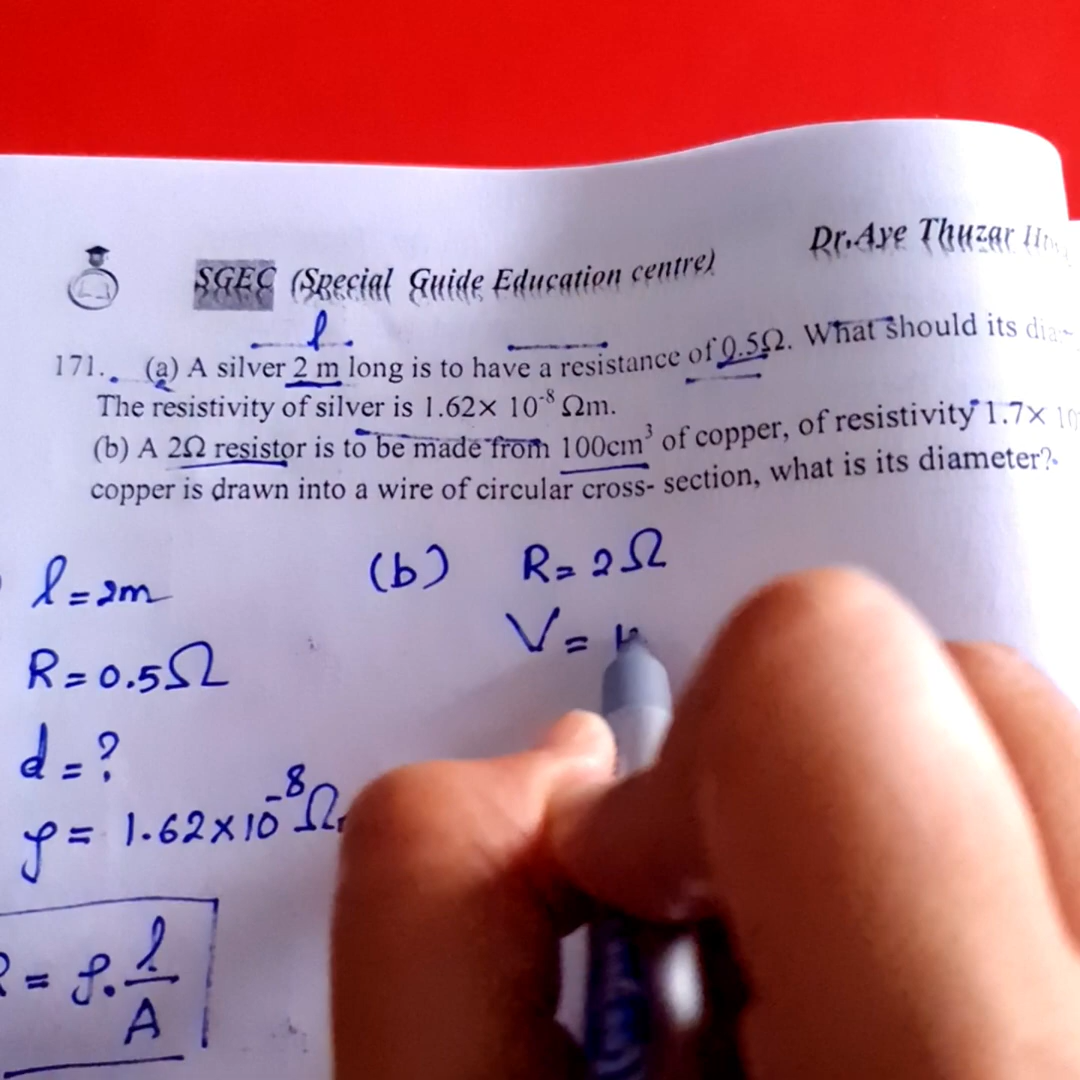 Dr.Aye Thuzar
SGEC (Special Guide Education centre)
l
171. (a) A silver 2 m long is to have a resistance of 0.5Ω. What should its
The resistivity of silver is 1.62× 10⁻⁸ Ωm.
(b) A 2Ω resistor is to be made from 100cm³ of copper, of resistivity 1.7× 10
copper is drawn into a wire of circular cross- section, what is its diameter?
l = 2m
R = 0.5Ω
d = ?
ρ = 1.62×10⁻⁸Ω
R = ρ. l/A
(b) R = 2Ω
V =